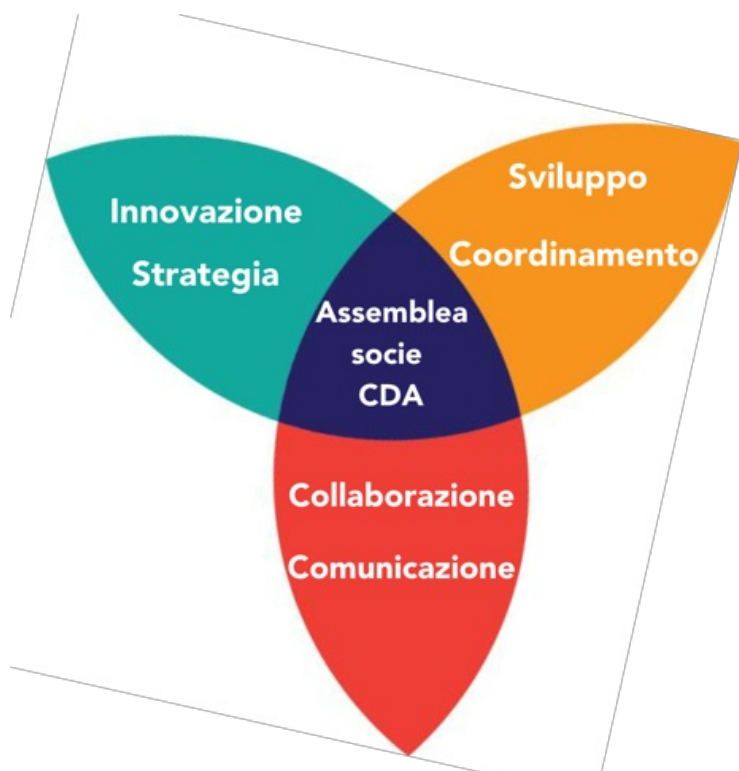 Innovazione
Strategia
Sviluppo
Coordinamento
Assemblea
socie
CDA
Collaborazione
Comunicazione